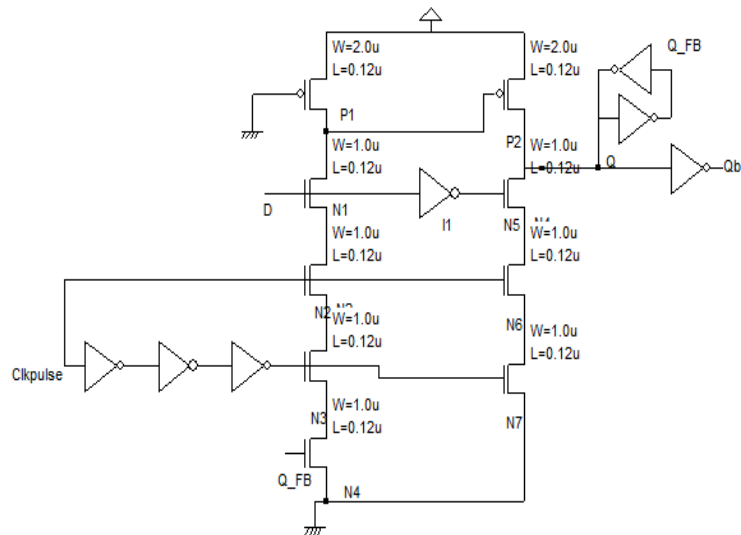 W=2.0u
L=0.12u
W=2.0u
L=0.12u
Q_FB
P1
P2
W=1.0u
L=0.12u
W=1.0u
L=0.12u
Q
Qb
D
N1
I1
N5
W=1.0u
L=0.12u
W=1.0u
L=0.12u
N2
N6
W=1.0u
L=0.12u
W=1.0u
L=0.12u
Clkpulse
N3
W=1.0u
L=0.12u
N7
Q_FB
N4